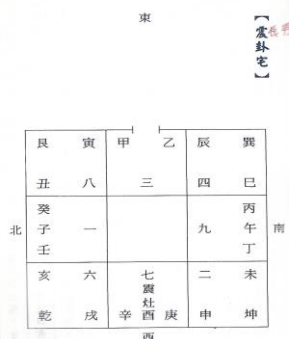 【震卦宅】
東
艮 寅 甲 乙 辰 巽
丑 八 三 四 巳
癸 丙
北 子 一 九 午 南
壬 丁
亥 六 七 二 未
震
灶
乾 戌 辛 酉 庚 申 坤
西